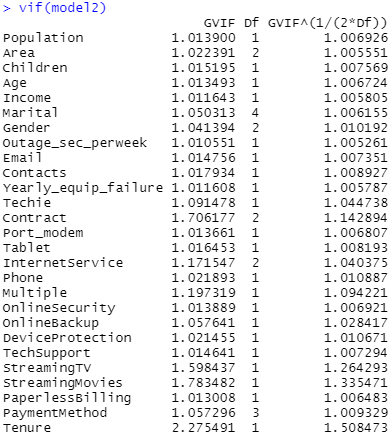 > vif(model2)
GVIF Df GVIF^(1/(2*Df))
Population 1.013900 1 1.006926
Area 1.022391 2 1.005551
Children 1.015195 1 1.007569
Age 1.013493 1 1.006724
Income 1.011643 1 1.005805
Marital 1.050313 4 1.006155
Gender 1.041394 2 1.010192
Outage_sec_perweek 1.010551 1 1.005261
Email 1.014756 1 1.007351
Contacts 1.017934 1 1.008927
Yearly_equip_failure 1.011608 1 1.005787
Techie 1.091478 1 1.044738
Contract 1.706177 2 1.142894
Port_modem 1.013661 1 1.006807
Tablet 1.016453 1 1.008193
InternetService 1.171547 2 1.040375
Phone 1.021893 1 1.010887
Multiple 1.197319 1 1.094221
OnlineSecurity 1.013889 1 1.006921
OnlineBackup 1.057641 1 1.028417
DeviceProtection 1.021455 1 1.010671
TechSupport 1.014641 1 1.007294
StreamingTV 1.598437 1 1.264293
StreamingMovies 1.783482 1 1.335471
PaperlessBilling 1.013008 1 1.006483
PaymentMethod 1.057296 3 1.009329
Tenure 2.275491 1 1.508473